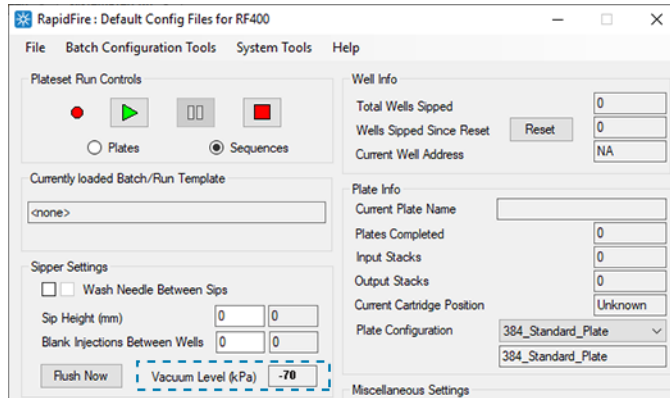 RapidFire : Default Config Files for RF400
File Batch Configuration Tools System Tools Help
Plateset Run Controls
Plates Sequences
Currently loaded Batch/Run Template
<none>
Sipper Settings
Wash Needle Between Sips
Sip Height (mm) 0 0
Blank Injections Between Wells 0 0
Flush Now Vacuum Level (kPa) -70
Well Info
Total Wells Sipped 0
Wells Sipped Since Reset Reset 0
Current Well Address NA
Plate Info
Current Plate Name
Plates Completed 0
Input Stacks 0
Output Stacks 0
Current Cartridge Position Unknown
Plate Configuration 384_Standard_Plate
384_Standard_Plate
Miscellaneous Settings